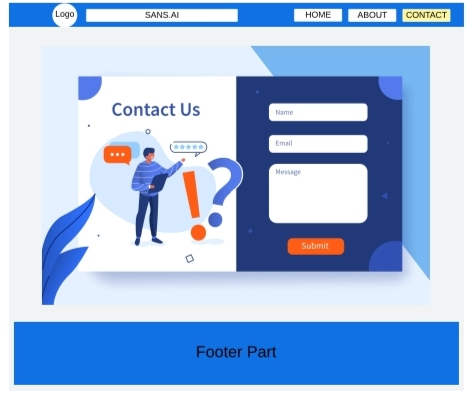 Logo
SANS.AI
HOME
ABOUT
CONTACT
Contact Us
Name
Email
Message
Submit
Footer Part